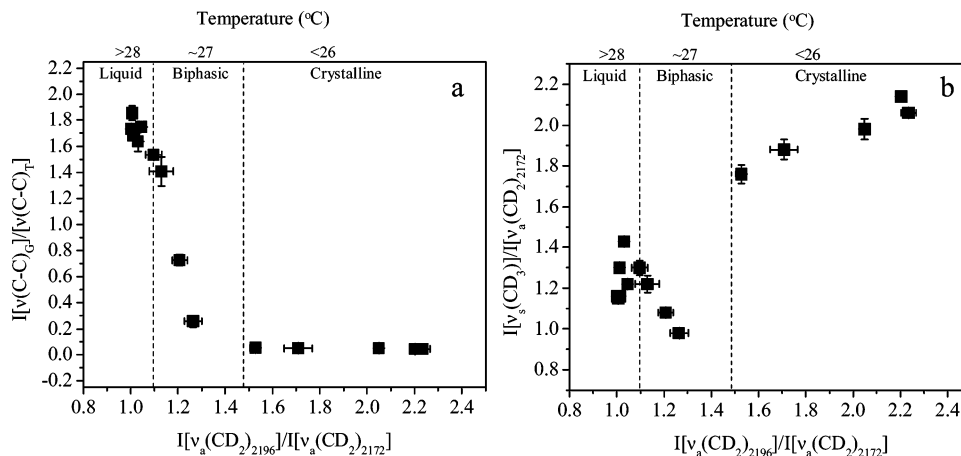 Temperature (°C)
>28 ~27 <26
Liquid Biphasic Crystalline
a
2.2
2.0
1.8
1.6
1.4
1.2
1.0
0.8
0.6
0.4
0.2
0.0
-0.2
I[ν(C-C)G]/[ν(C-C)T]
0.8 1.0 1.2 1.4 1.6 1.8 2.0 2.2 2.4
I[νa(CD2)2196]/I[νa(CD2)2172]
Temperature (°C)
>28 ~27 <26
Liquid Biphasic Crystalline
b
2.2
2.0
1.8
1.6
1.4
1.2
1.0
0.8
I[νs(CD3)]/I[νa(CD2)2172]
0.8 1.0 1.2 1.4 1.6 1.8 2.0 2.2 2.4
I[νa(CD2)2196]/I[νa(CD2)2172]